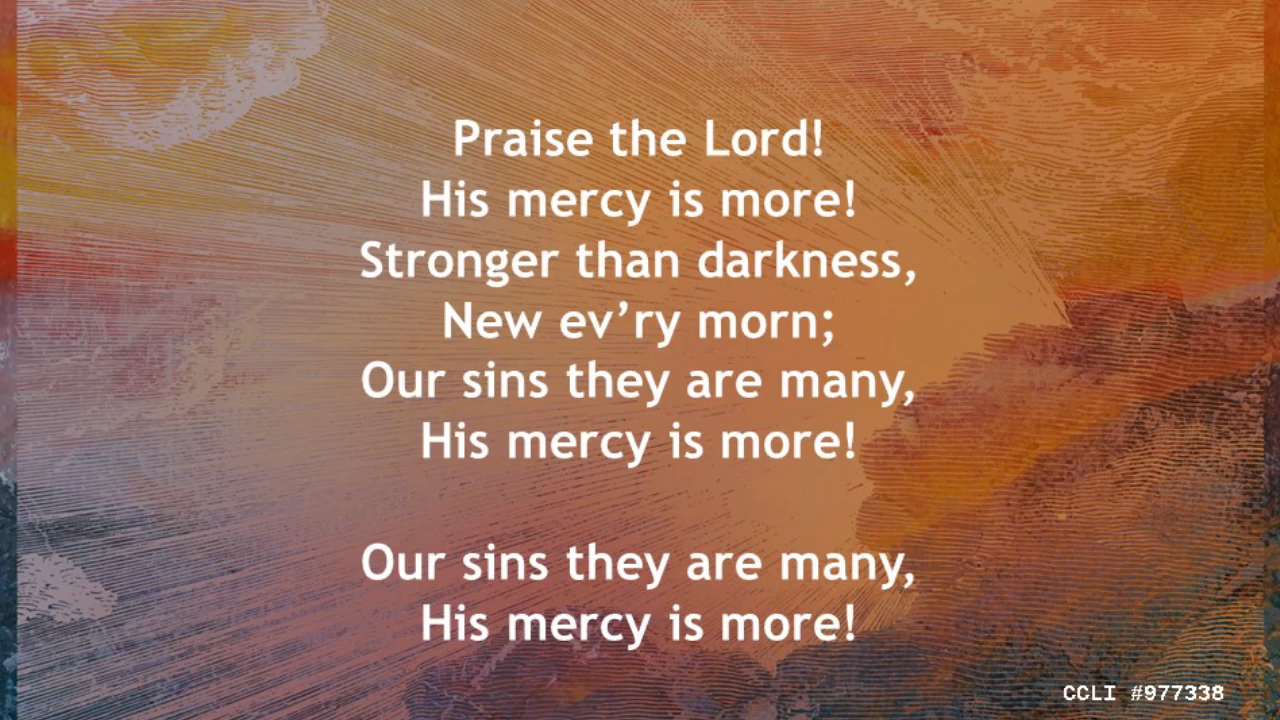 Praise the Lord!
His mercy is more!
Stronger than darkness,
New ev’ry morn;
Our sins they are many,
His mercy is more!
Our sins they are many,
His mercy is more!
CCLI #977338